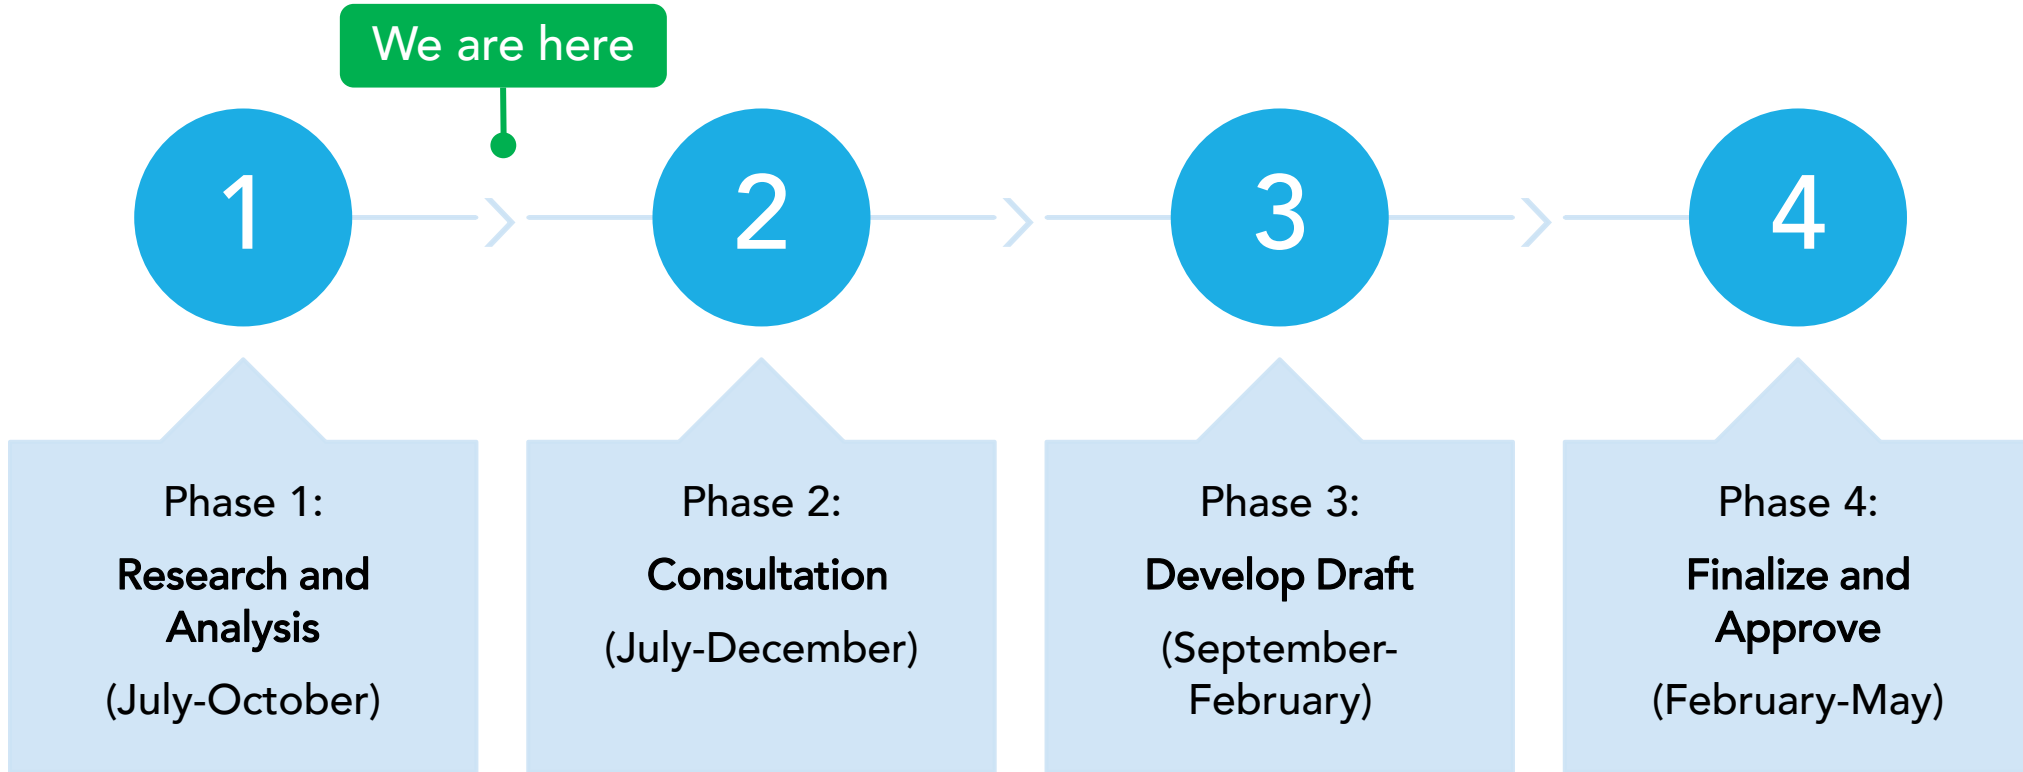 We are here
1
2
3
4
Phase 1:
Research and
Analysis
(July-October)
Phase 2:
Consultation
(July-December)
Phase 3:
Develop Draft
(September-
February)
Phase 4:
Finalize and
Approve
(February-May)